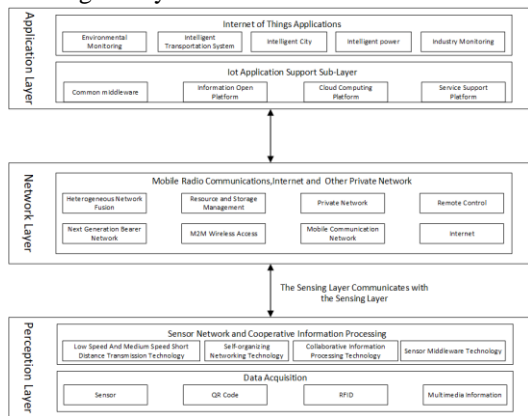 Application Layer
Internet of Things Applications
Environmental
Monitoring
Intelligent
Transportation System
Intelligent City
Intelligent power
Industry Monitoring
Iot Application Support Sub-Layer
Common middleware
Information Open
Platform
Cloud Computing
Platform
Service Support
Platform
Network Layer
Mobile Radio Communications,Internet and Other Private Network
Heterogeneous Network
Fusion
Resource and Storage
Management
Private Network
Remote Control
Next Generation Bearer
Network
M2M Wireless Access
Mobile Communication
Network
Internet
The Sensing Layer Communicates with
the Sensing Layer
Perception Layer
Sensor Network and Cooperative Information Processing
Low Speed And Medium Speed Short
Distance Transmission Technology
Self-organizing
Networking Technology
Collaborative Information
Processing Technology
Sensor Middleware Technology
Data Acquisition
Sensor
QR Code
RFID
Multimedia Information